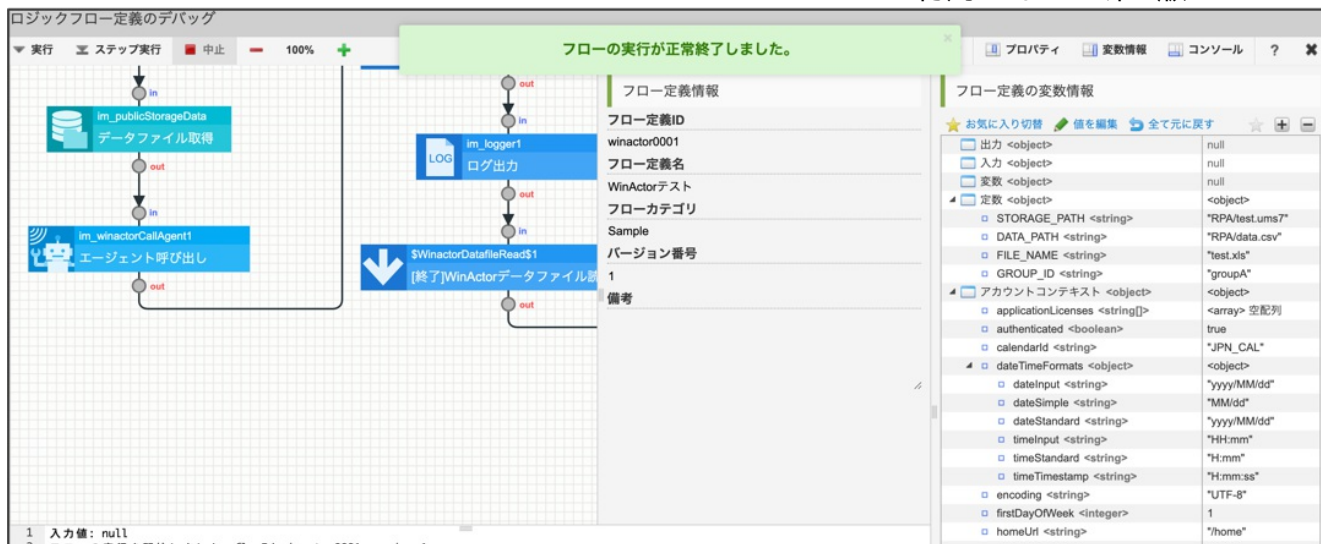 ロジックフロー定義のデバッグ
実行 ステップ実行 中止 100%
フローの実行が正常終了しました。
プロパティ 変数情報 コンソール ?
in
im_publicStorageData
データファイル取得
out
in
im_winactorCallAgent1
エージェント呼び出し
out
out
in
im_logger1
LOG
ログ出力
out
in
$WinactorDatafileRead$1
[終了]WinActorデータファイル読
out
フロー定義情報
フロー定義ID
winactor0001
フロー定義名
WinActorテスト
フローカテゴリ
Sample
バージョン番号
1
備考
フロー定義の変数情報
お気に入り切替 値を編集 全て元に戻す
出力 <object> null
入力 <object> null
変数 <object> null
定数 <object> <object>
STORAGE_PATH <string> "RPA/test.ums7"
DATA_PATH <string> "RPA/data.csv"
FILE_NAME <string> "test.xls"
GROUP_ID <string> "groupA"
アカウントコンテキスト <object> <object>
applicationLicenses <string[]> <array> 空配列
authenticated <boolean> true
calendarId <string> "JPN_CAL"
dateTimeFormats <object> <object>
dateInput <string> "yyyy/MM/dd"
dateSimple <string> "MM/dd"
dateStandard <string> "yyyy/MM/dd"
timeInput <string> "HH:mm"
timeStandard <string> "H:mm"
timeTimestamp <string> "H:mm:ss"
encoding <string> "UTF-8"
firstDayOfWeek <integer> 1
homeUrl <string> "/home"
1 入力値: null